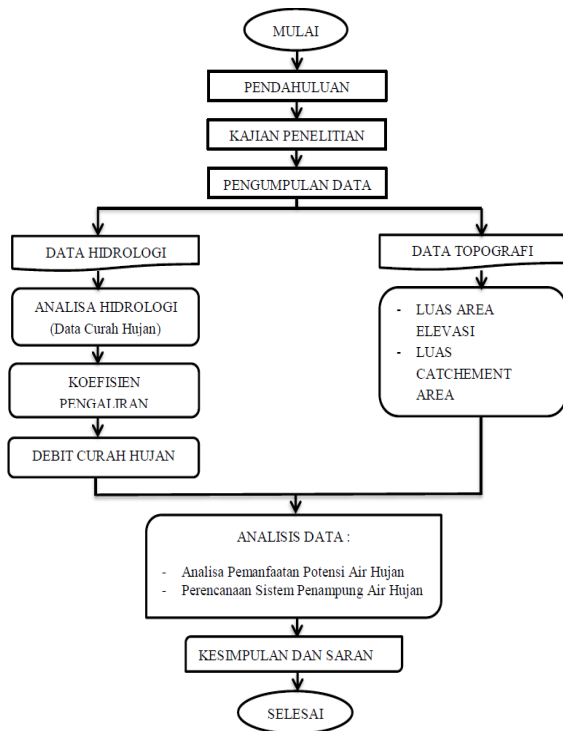 MULAI
PENDAHULUAN
KAJIAN PENELITIAN
PENGUMPULAN DATA
DATA HIDROLOGI
ANALISA HIDROLOGI
(Data Curah Hujan)
KOEFISIEN
PENGALIRAN
DEBIT CURAH HUJAN
DATA TOPOGRAFI
- LUAS AREA
ELEVASI
- LUAS
CATCHEMENT
AREA
ANALISIS DATA :
- Analisa Pemanfaatan Potensi Air Hujan
- Perencanaan Sistem Penampung Air Hujan
KESIMPULAN DAN SARAN
SELESAI